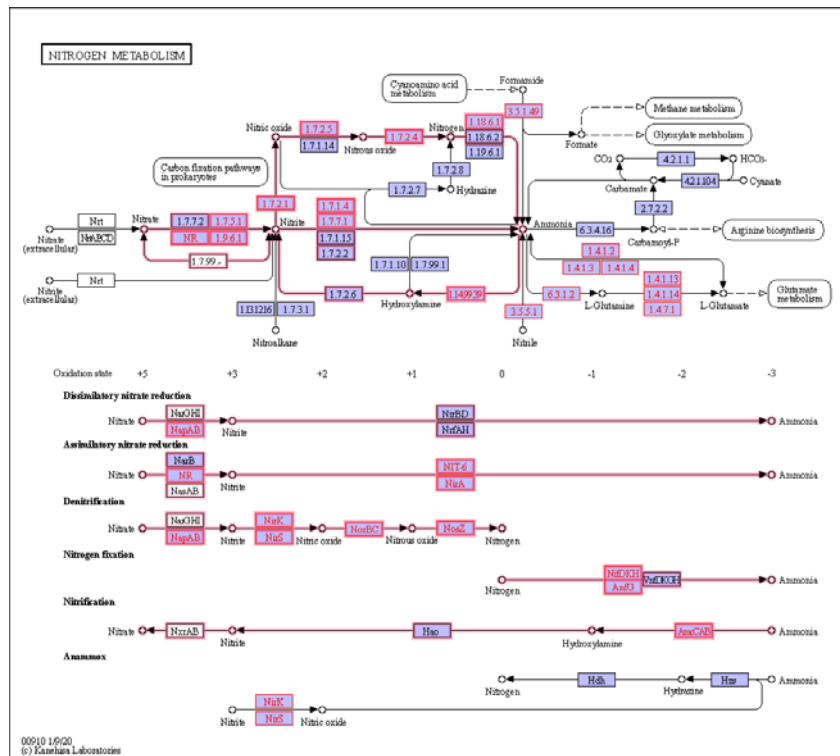 NITROGEN METABOLISM
Cyanoamino acid
metabolism
Formamide
3.5.1.49
Methane metabolism
Glyoxylate metabolism
Formate
Nitric oxide
1.7.2.5
1.7.1.14
Nitrous oxide
1.7.2.4
Nitrogen
1.18.6.1
1.18.6.2
1.19.6.1
1.7.2.8
Hydrazine
1.7.2.7
Carbon fixation pathways
in prokaryotes
CO2
4.2.1.1
HCO3-
Carbamate
4.2.1.104
Cyanate
2.7.2.2
1.7.2.1
Nrt
NrtABCD
Nitrate
(extracellular)
Nitrate
1.7.7.2
1.7.5.1
NR
1.9.6.1
1.7.99.-
Nitrite
1.7.1.4
1.7.7.1
1.7.1.15
1.7.2.2
Ammonia
6.3.4.16
Carbamoyl-P
Arginine biosynthesis
Nrt
Nitrite
(extracellular)
1.7.1.10
1.7.99.1
1.4.1.2
1.4.1.3
1.4.1.4
1.7.2.6
Hydroxylamine
1.14.99.39
6.3.1.2
L-Glutamine
1.4.1.13
1.4.1.14
1.4.7.1
L-Glutamate
Glutamate
metabolism
1.13.12.16
1.7.3.1
Nitroalkane
3.5.5.1
Nitrile
Oxidation state +5 +3 +2 +1 0 -1 -2 -3
Dissimilatory nitrate reduction
Nitrate
NarGHI
NapAB
Nitrite
NirBD
NrfAH
Ammonia
Assimilatory nitrate reduction
Nitrate
NarB
NR
NasAB
Nitrite
NIT-6
NirA
Ammonia
Denitrification
Nitrate
NarGHI
NapAB
Nitrite
NirK
NirS
Nitric oxide
NorBC
Nitrous oxide
NosZ
Nitrogen
Nitrogen fixation
Nitrogen
NifDKH
AnfG
VnfDKGH
Ammonia
Nitrification
Nitrate
NxrAB
Nitrite
Hao
Hydroxylamine
AmoCAB
Ammonia
Anammox
Nitrogen
Hdh
Hydrazine
Hzs
Ammonia
Nitrite
NirK
NirS
Nitric oxide
00910 1/9/20
(c) Kanehisa Laboratories